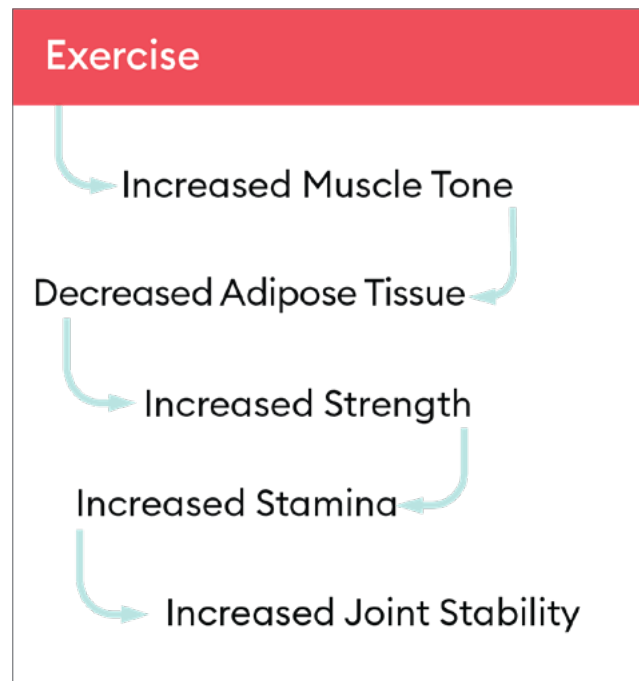 Exercise
Increased Muscle Tone
Decreased Adipose Tissue
Increased Strength
Increased Stamina
Increased Joint Stability